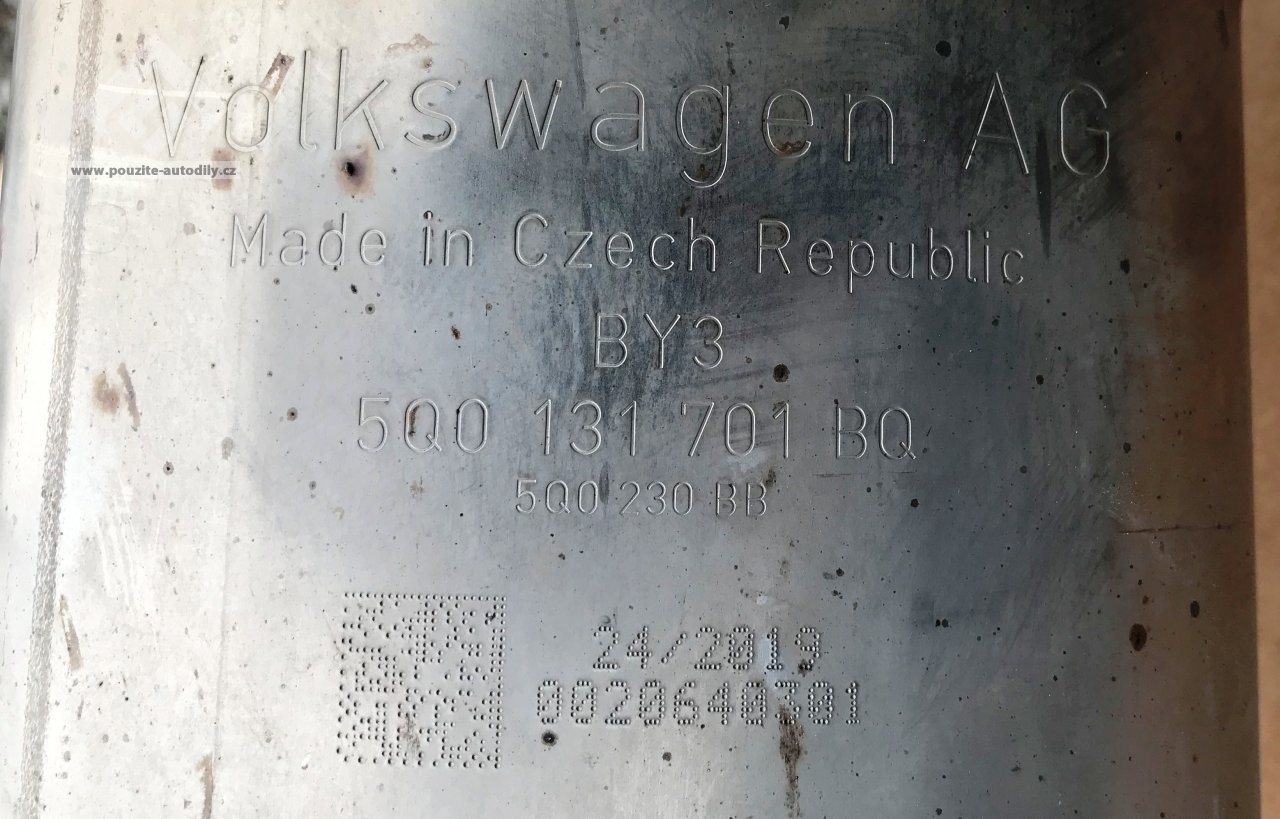 Volkswagen AG
www.pouzite-autodily.cz
Made in Czech Republic
BY3
5Q0 131 701 BQ
5Q0 230 BB
24/2019
0020640301